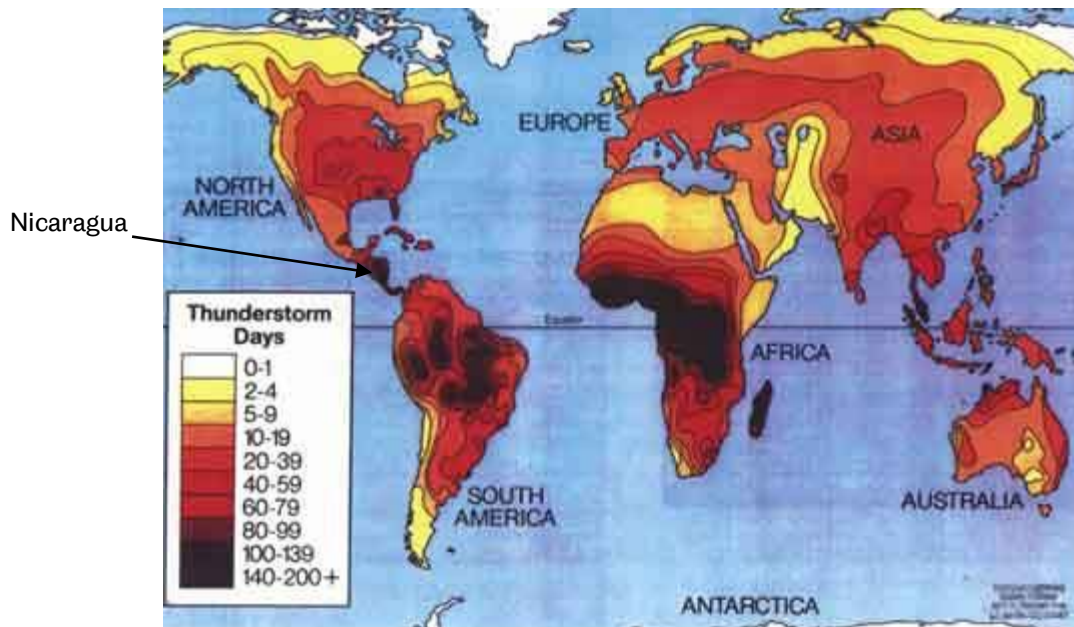 EUROPE
ASIA
NORTH
AMERICA
Nicaragua
Thunderstorm
Days
0-1
2-4
5-9
10-19
20-39
40-59
60-79
80-99
100-139
140-200+
Equator
AFRICA
SOUTH
AMERICA
AUSTRALIA
ANTARCTICA